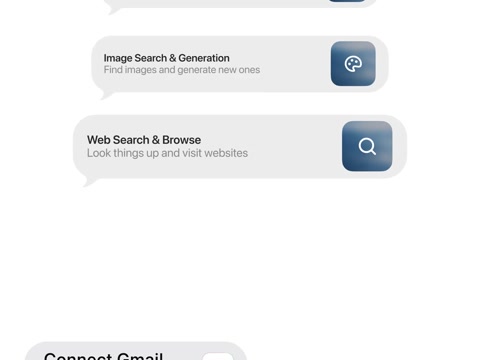 Image Search & Generation
Find images and generate new ones
Web Search & Browse
Look things up and visit websites
Connect Gmail